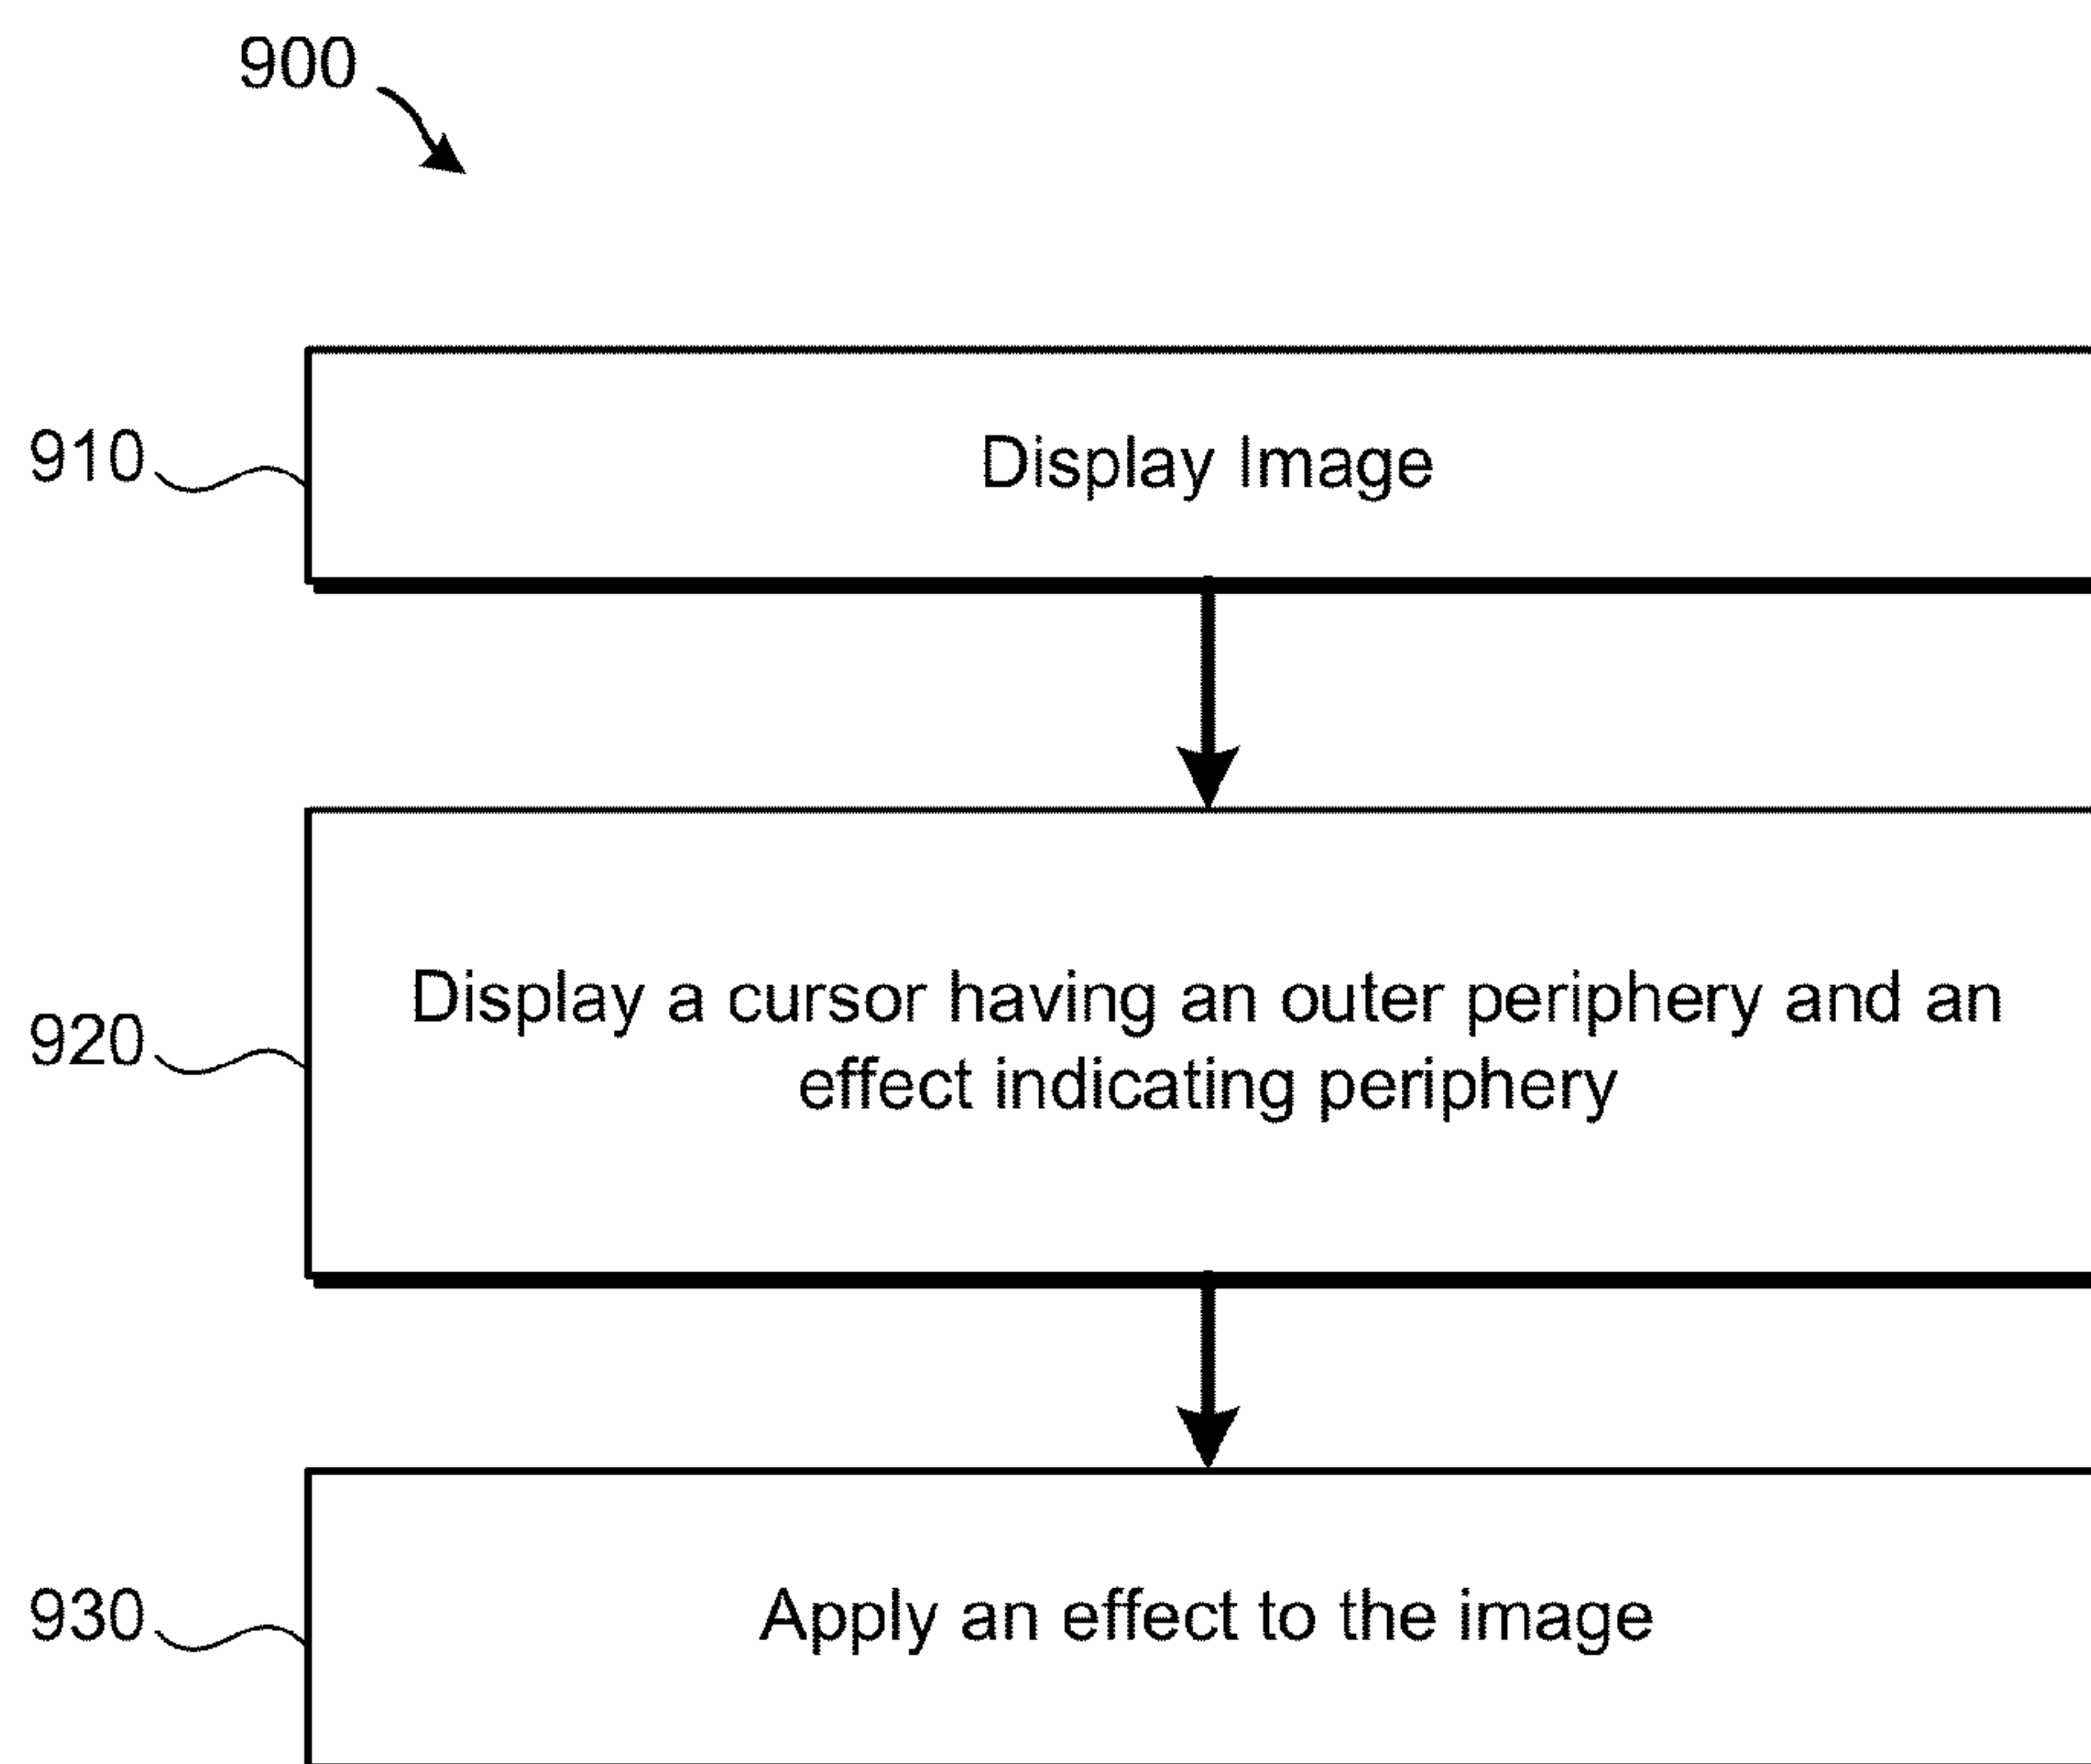 900
910
Display Image
920
Display a cursor having an outer periphery and an
effect indicating periphery
930
Apply an effect to the image